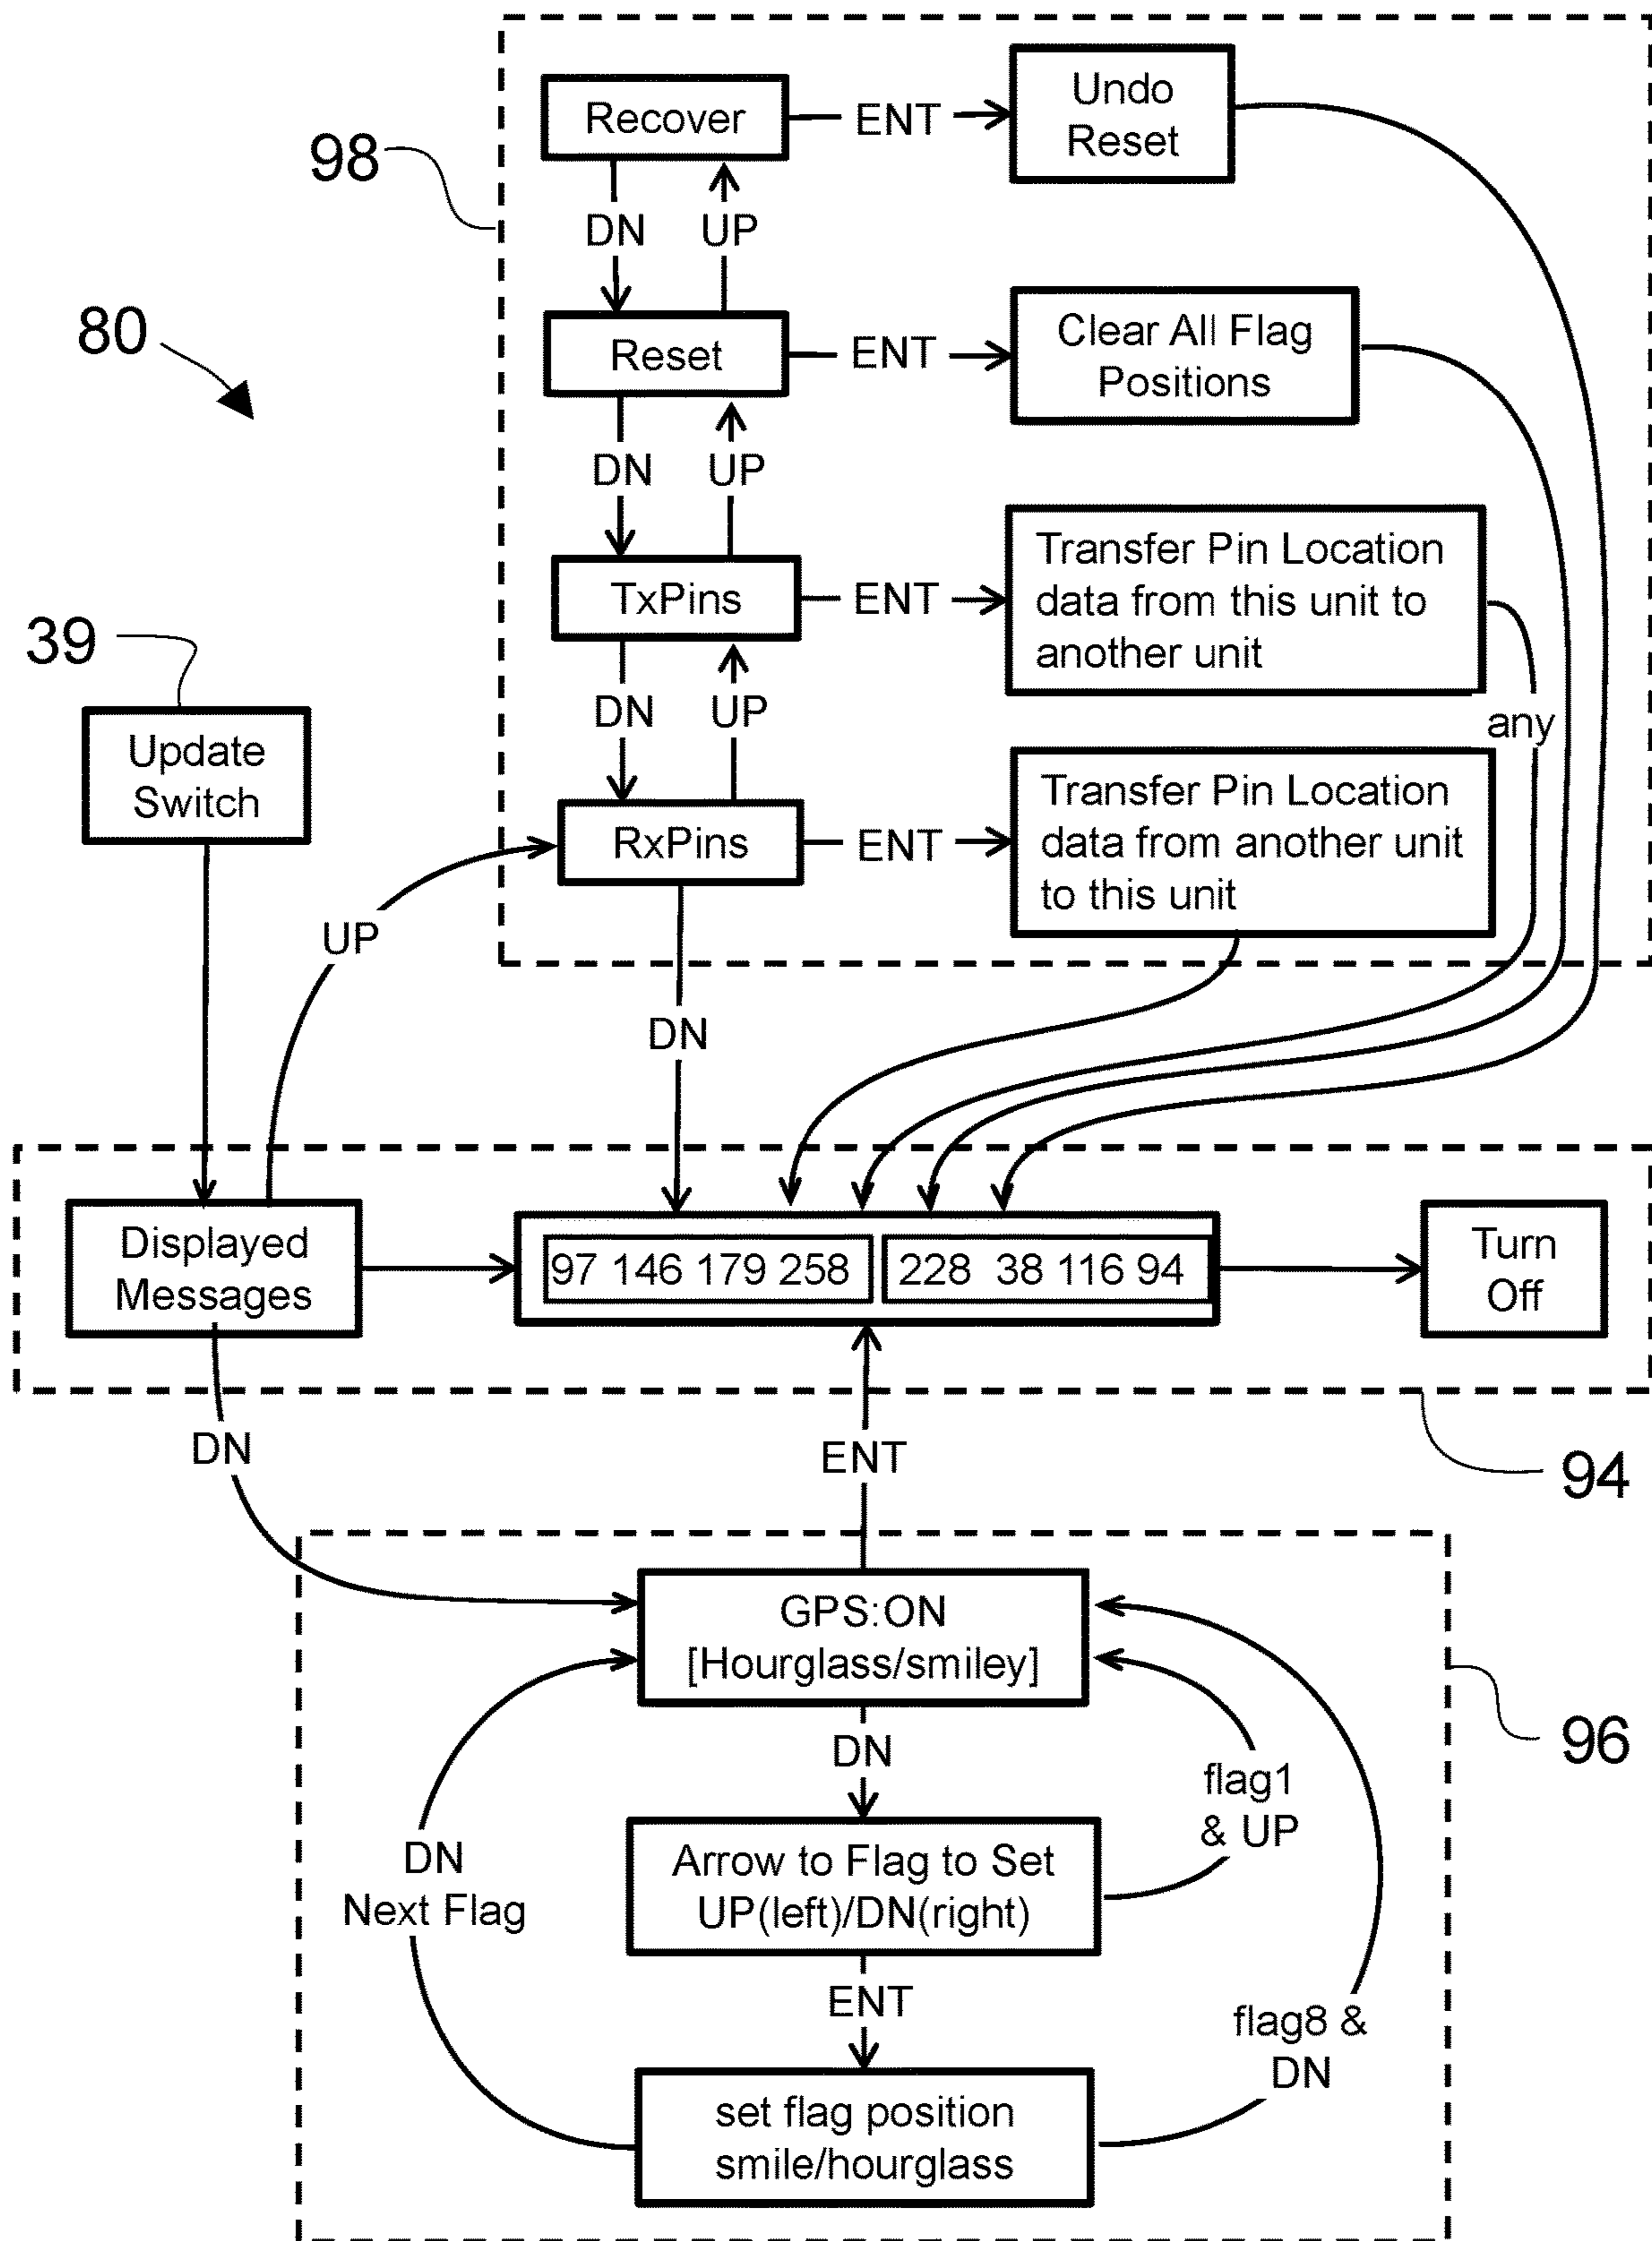 98
80
39
Recover
ENT
Undo
Reset
DN
UP
Reset
ENT
Clear All Flag
Positions
DN
UP
TxPins
ENT
Transfer Pin Location
data from this unit to
another unit
DN
UP
any
Update
Switch
RxPins
ENT
Transfer Pin Location
data from another unit
to this unit
UP
DN
Displayed
Messages
97 146 179 258
228 38 116 94
Turn
Off
DN
ENT
94
GPS:ON
[Hourglass/smiley]
96
DN
flag1
& UP
Arrow to Flag to Set
UP(left)/DN(right)
DN
Next Flag
ENT
flag8 &
DN
set flag position
smile/hourglass